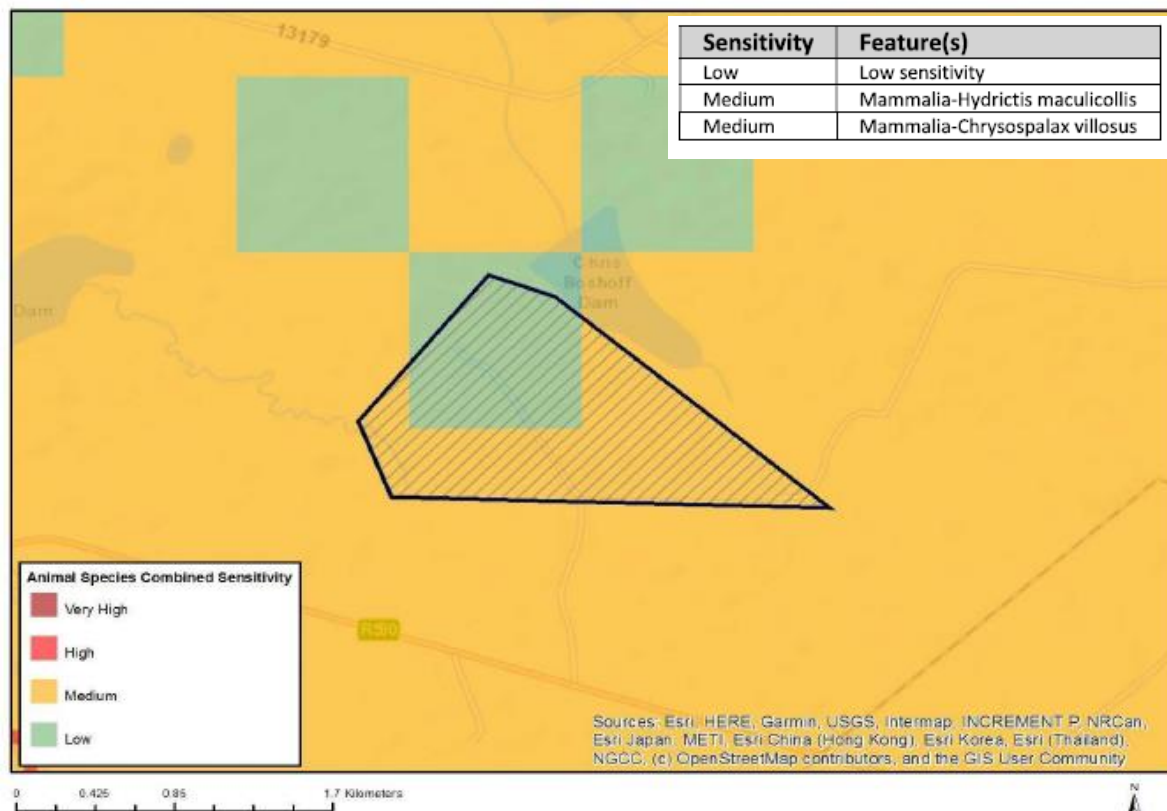 13179
Sensitivity Feature(s)
Low Low sensitivity
Medium Mammalia-Hydrictis maculicollis
Medium Mammalia-Chrysospalax villosus
Chris
Boshoff
Dam
Dam
Animal Species Combined Sensitivity
Very High
High
Medium
Low
Sources: Esri, HERE, Garmin, USGS, Intermap, INCREMENT P, NRCan,
Esri Japan, METI, Esri China (Hong Kong), Esri Korea, Esri (Thailand),
NGCC, (c) OpenStreetMap contributors, and the GIS User Community
0 0.425 0.85 1.7 Kilometers
N